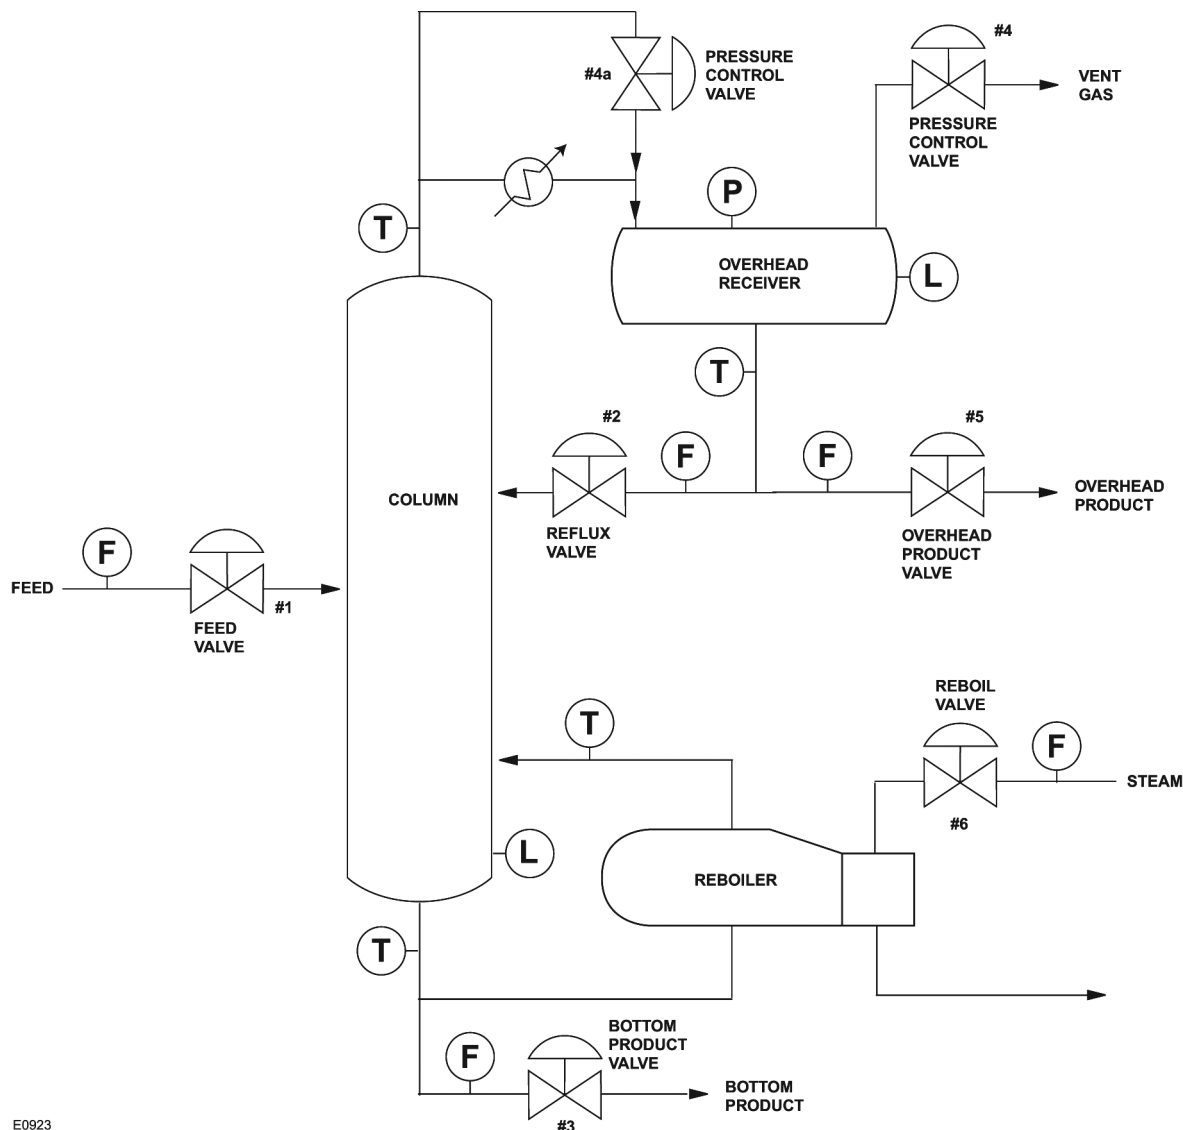 #4
#4a
PRESSURE
CONTROL
VALVE
VENT
GAS
PRESSURE
CONTROL
VALVE
P
T
OVERHEAD
RECEIVER
L
T
#2
#5
F
F
COLUMN
OVERHEAD
PRODUCT
REFLUX
VALVE
OVERHEAD
PRODUCT
VALVE
F
FEED
#1
FEED
VALVE
REBOIL
VALVE
T
F
STEAM
#6
L
REBOILER
T
BOTTOM
PRODUCT
VALVE
F
BOTTOM
PRODUCT
#3
E0923